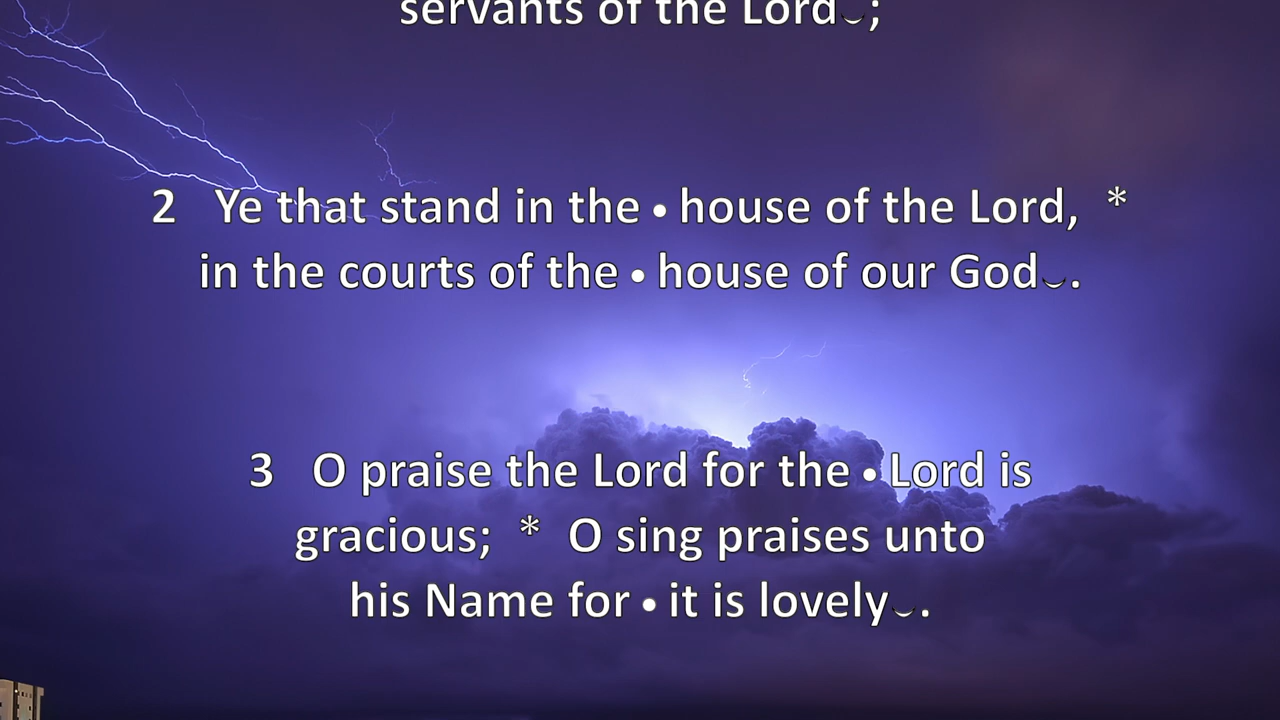 servants of the Lord‿;
2 Ye that stand in the • house of the Lord, *
in the courts of the • house of our God‿.
3 O praise the Lord for the • Lord is
gracious; * O sing praises unto
his Name for • it is lovely‿.